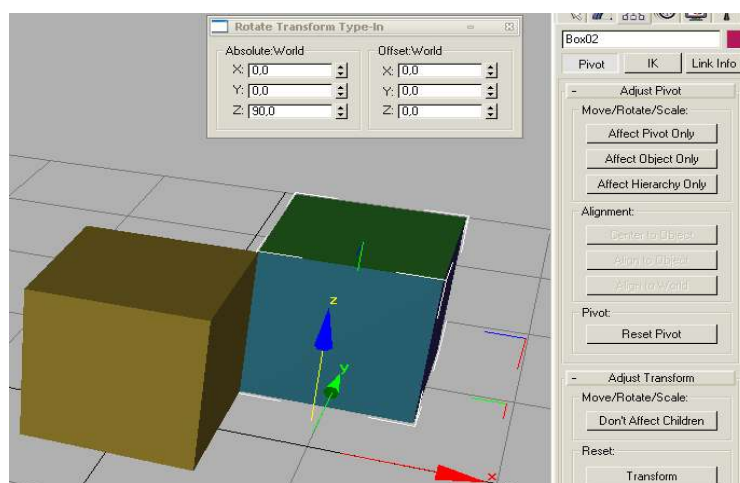 Rotate Transform Type-In
Absolute:World
X: 0,0
Y: 0,0
Z: 90,0
Offset:World
X: 0,0
Y: 0,0
Z: 0,0
z
y
x
Box02
Pivot IK Link Info
- Adjust Pivot
Move/Rotate/Scale:
Affect Pivot Only
Affect Object Only
Affect Hierarchy Only
Alignment:
Center to Object
Align to Object
Align to World
Pivot:
Reset Pivot
- Adjust Transform
Move/Rotate/Scale:
Don't Affect Children
Reset:
Transform